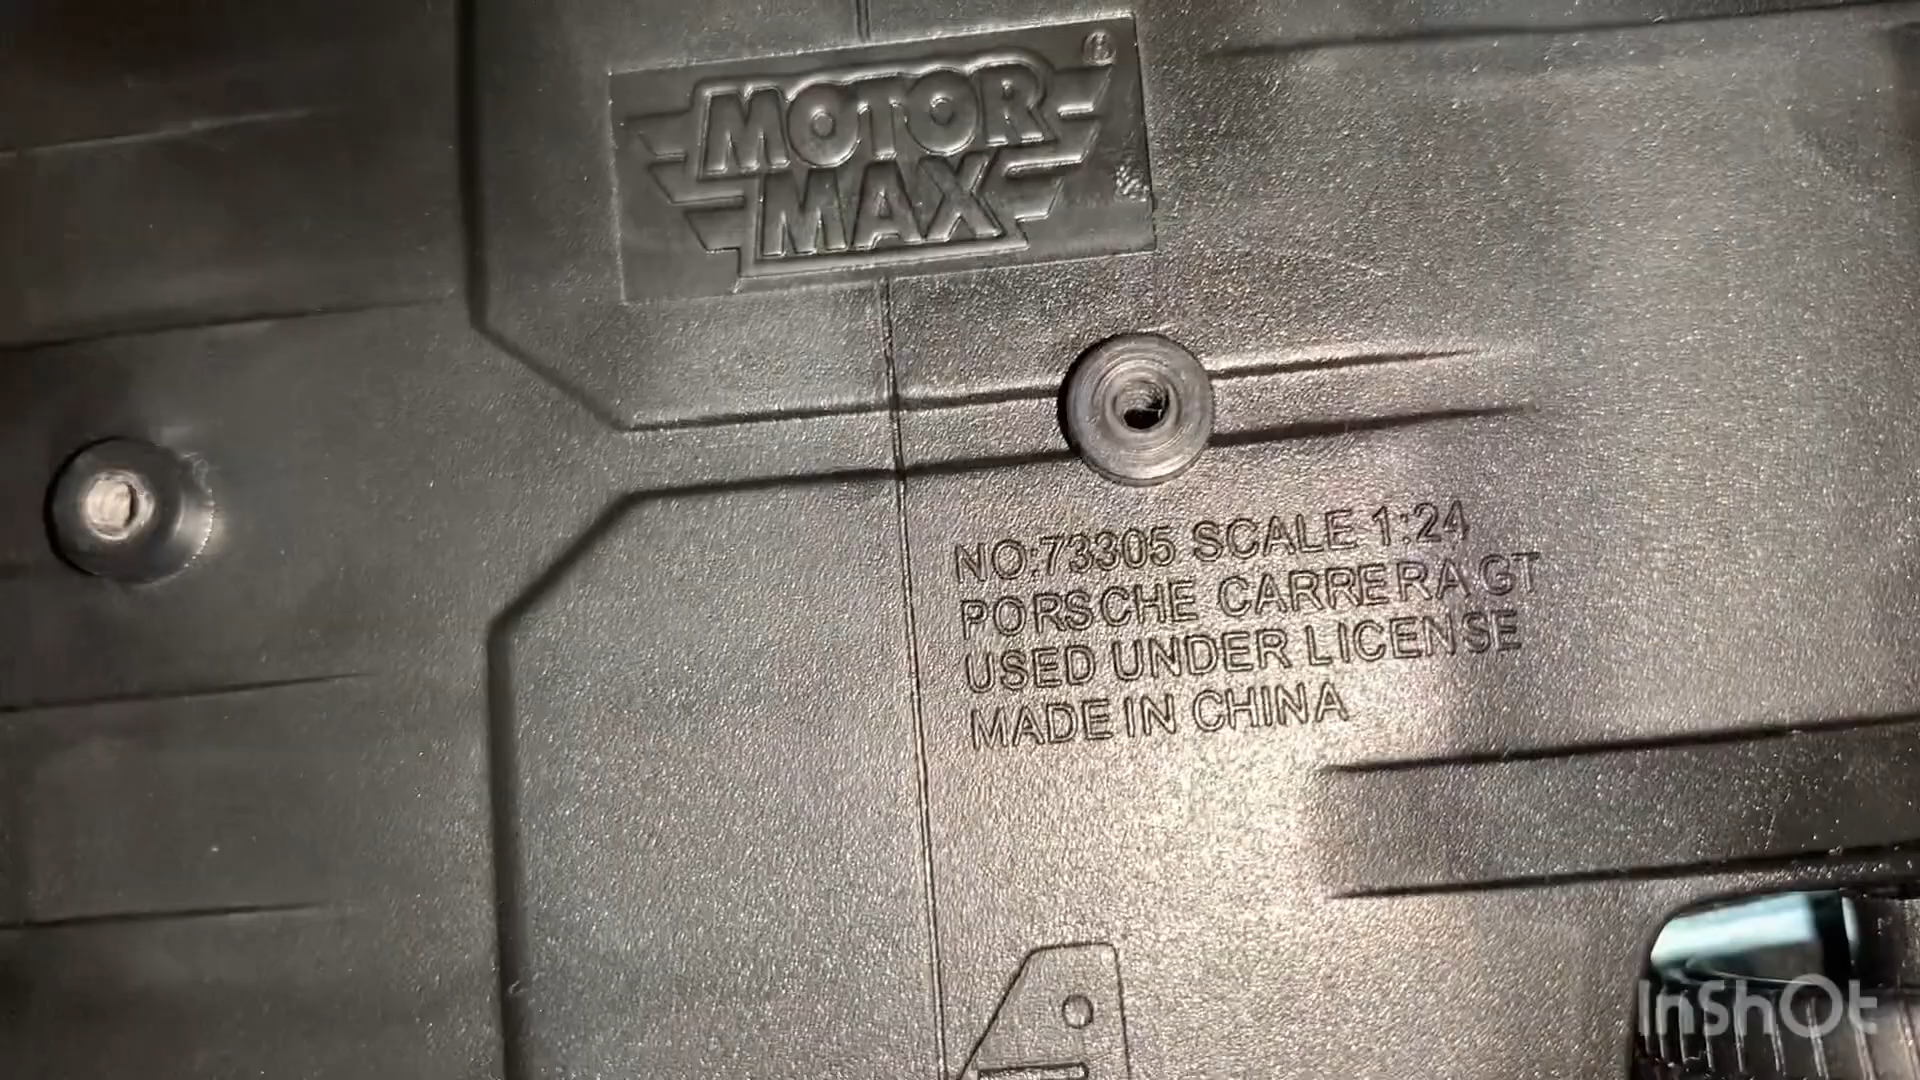 MOTOR ®
MAX
NO:73305 SCALE 1:24
PORSCHE CARRERA GT
USED UNDER LICENSE
MADE IN CHINA
InShOt